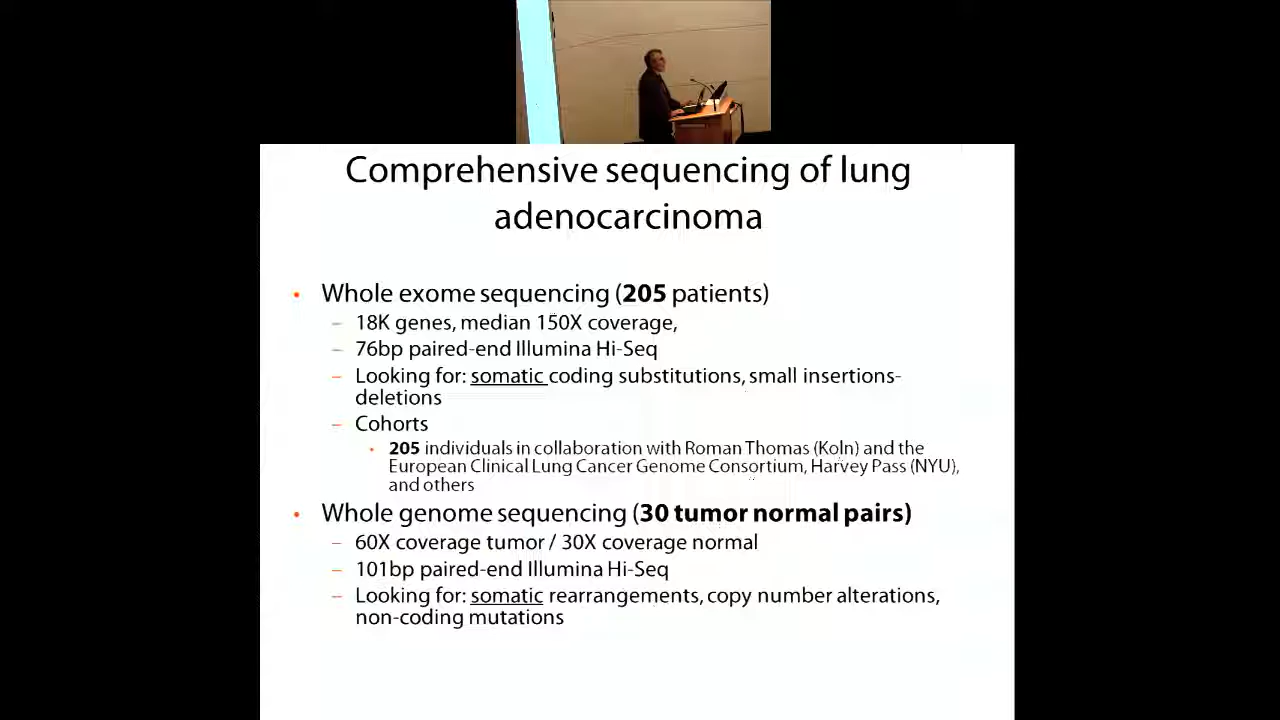 Comprehensive sequencing of lung
adenocarcinoma
• Whole exome sequencing (205 patients)
– 18K genes, median 150X coverage,
– 76bp paired-end Illumina Hi-Seq
– Looking for: somatic coding substitutions, small insertions-
deletions
– Cohorts
• 205 individuals in collaboration with Roman Thomas (Koln) and the
European Clinical Lung Cancer Genome Consortium, Harvey Pass (NYU),
and others
• Whole genome sequencing (30 tumor normal pairs)
– 60X coverage tumor / 30X coverage normal
– 101bp paired-end Illumina Hi-Seq
– Looking for: somatic rearrangements, copy number alterations,
non-coding mutations